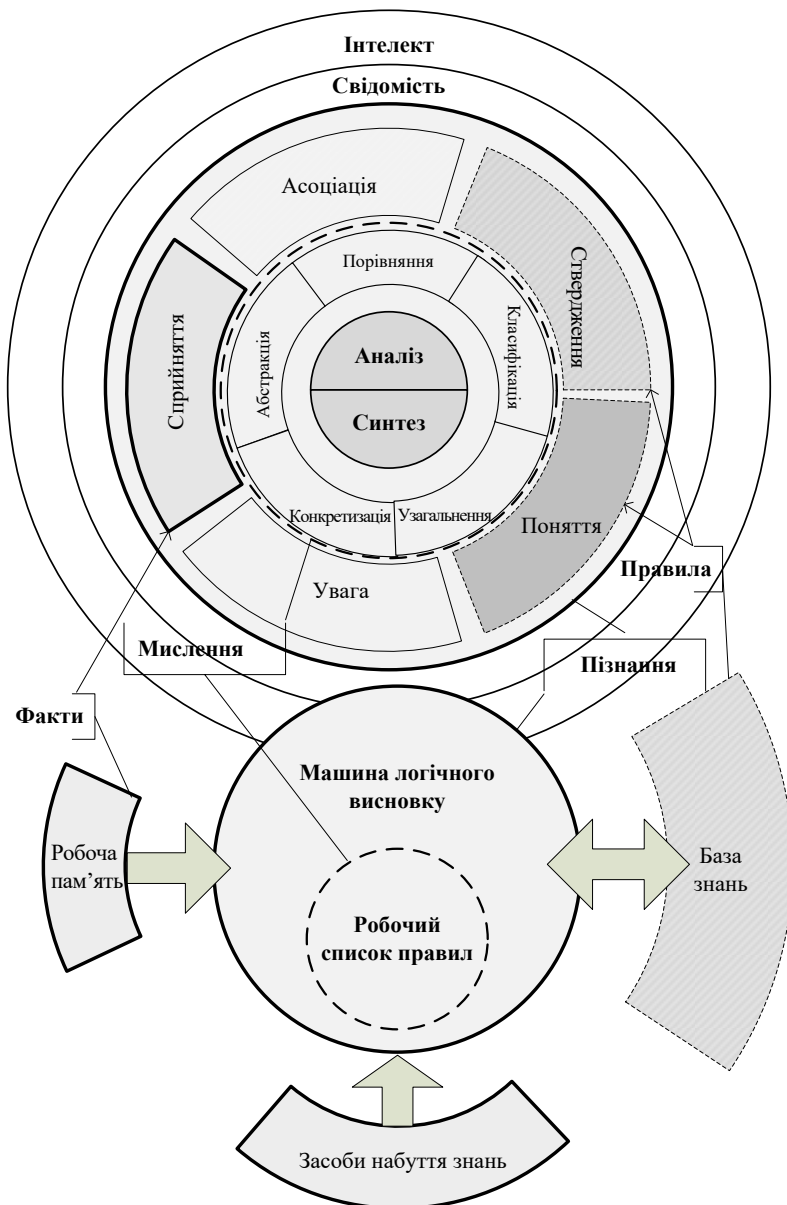 Інтелект
Свідомість
Асоціація
Ствердження
Порівняння
Класифікація
Абстракція
Сприйняття
Аналіз
Синтез
Конкретизація
Узагальнення
Поняття
Увага
Правила
Мислення
Пізнання
Факти
Машина логічного
висновку
Робоча
пам’ять
База
знань
Робочий
список правил
Засоби набуття знань